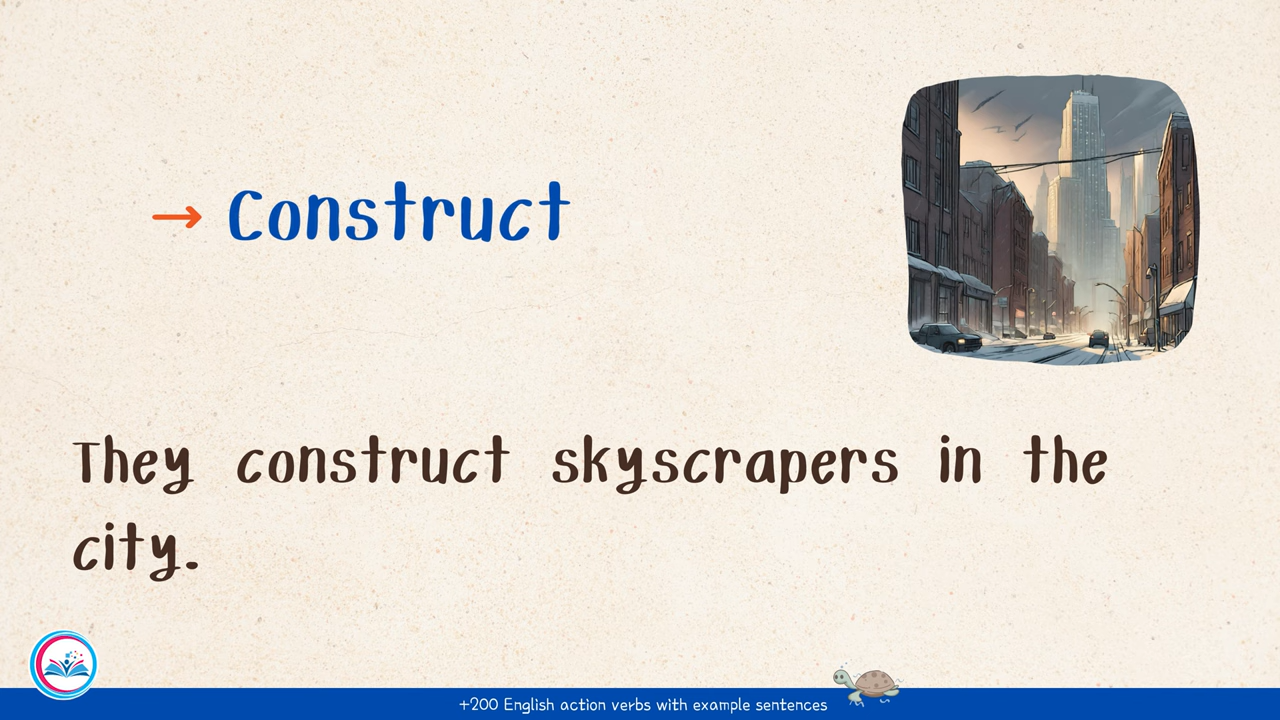 → Construct
They construct skyscrapers in the
city.
+200 English action verbs with example sentences